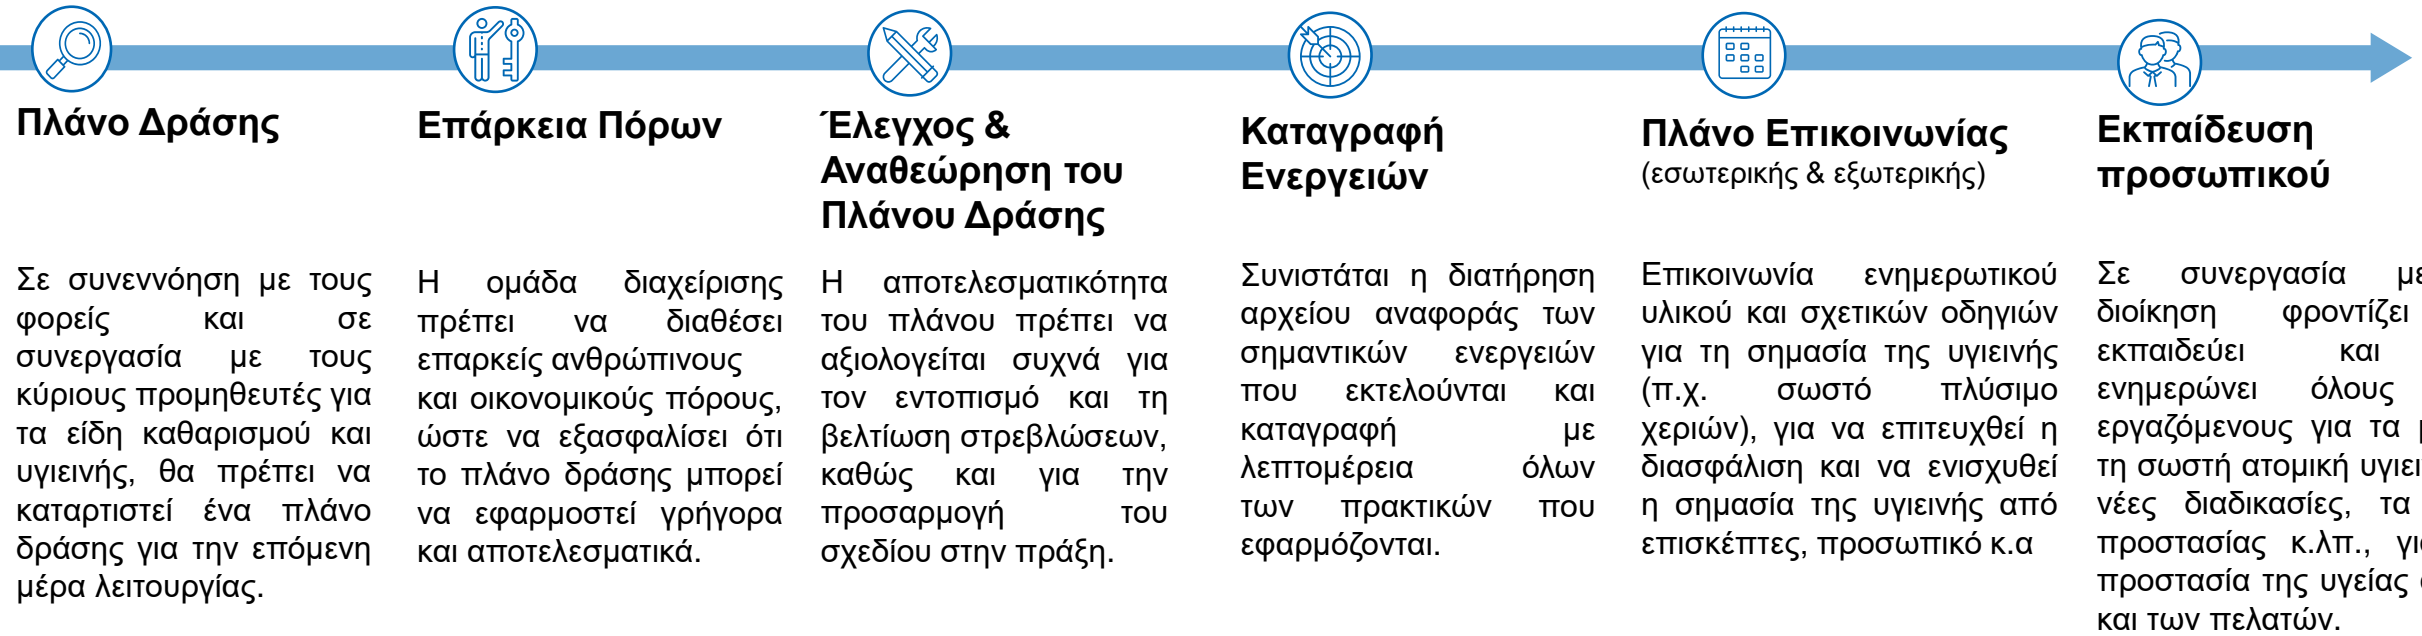 Πλάνο Δράσης
Σε συνεννόηση με τους
φορείς και σε
συνεργασία με τους
κύριους προμηθευτές για
τα είδη καθαρισμού και
υγιεινής, θα πρέπει να
καταρτιστεί ένα πλάνο
δράσης για την επόμενη
μέρα λειτουργίας.
Επάρκεια Πόρων
Η ομάδα διαχείρισης
πρέπει να διαθέσει
επαρκείς ανθρώπινους
και οικονομικούς πόρους,
ώστε να εξασφαλίσει ότι
το πλάνο δράσης μπορεί
να εφαρμοστεί γρήγορα
και αποτελεσματικά.
Έλεγχος &
Αναθεώρηση του
Πλάνου Δράσης
Η αποτελεσματικότητα
του πλάνου πρέπει να
αξιολογείται συχνά για
τον εντοπισμό και τη
βελτίωση στρεβλώσεων,
καθώς και για την
προσαρμογή του
σχεδίου στην πράξη.
Καταγραφή
Ενεργειών
Συνιστάται η διατήρηση
αρχείου αναφοράς των
σημαντικών ενεργειών
που εκτελούνται και
καταγραφή με
λεπτομέρεια όλων
των πρακτικών που
εφαρμόζονται.
Πλάνο Επικοινωνίας
(εσωτερικής & εξωτερικής)
Επικοινωνία ενημερωτικού
υλικού και σχετικών οδηγιών
για τη σημασία της υγιεινής
(π.χ. σωστό πλύσιμο
χεριών), για να επιτευχθεί η
διασφάλιση και να ενισχυθεί
η σημασία της υγιεινής από
επισκέπτες, προσωπικό κ.α
Εκπαίδευση
προσωπικού
Σε συνεργασία με
διοίκηση φροντίζει
εκπαιδεύει και
ενημερώνει όλους
εργαζόμενους για τα
τη σωστή ατομική
νέες διαδικασίες, τα
προστασίας κ.λπ.,
προστασία της υγείας
και των πελατών.